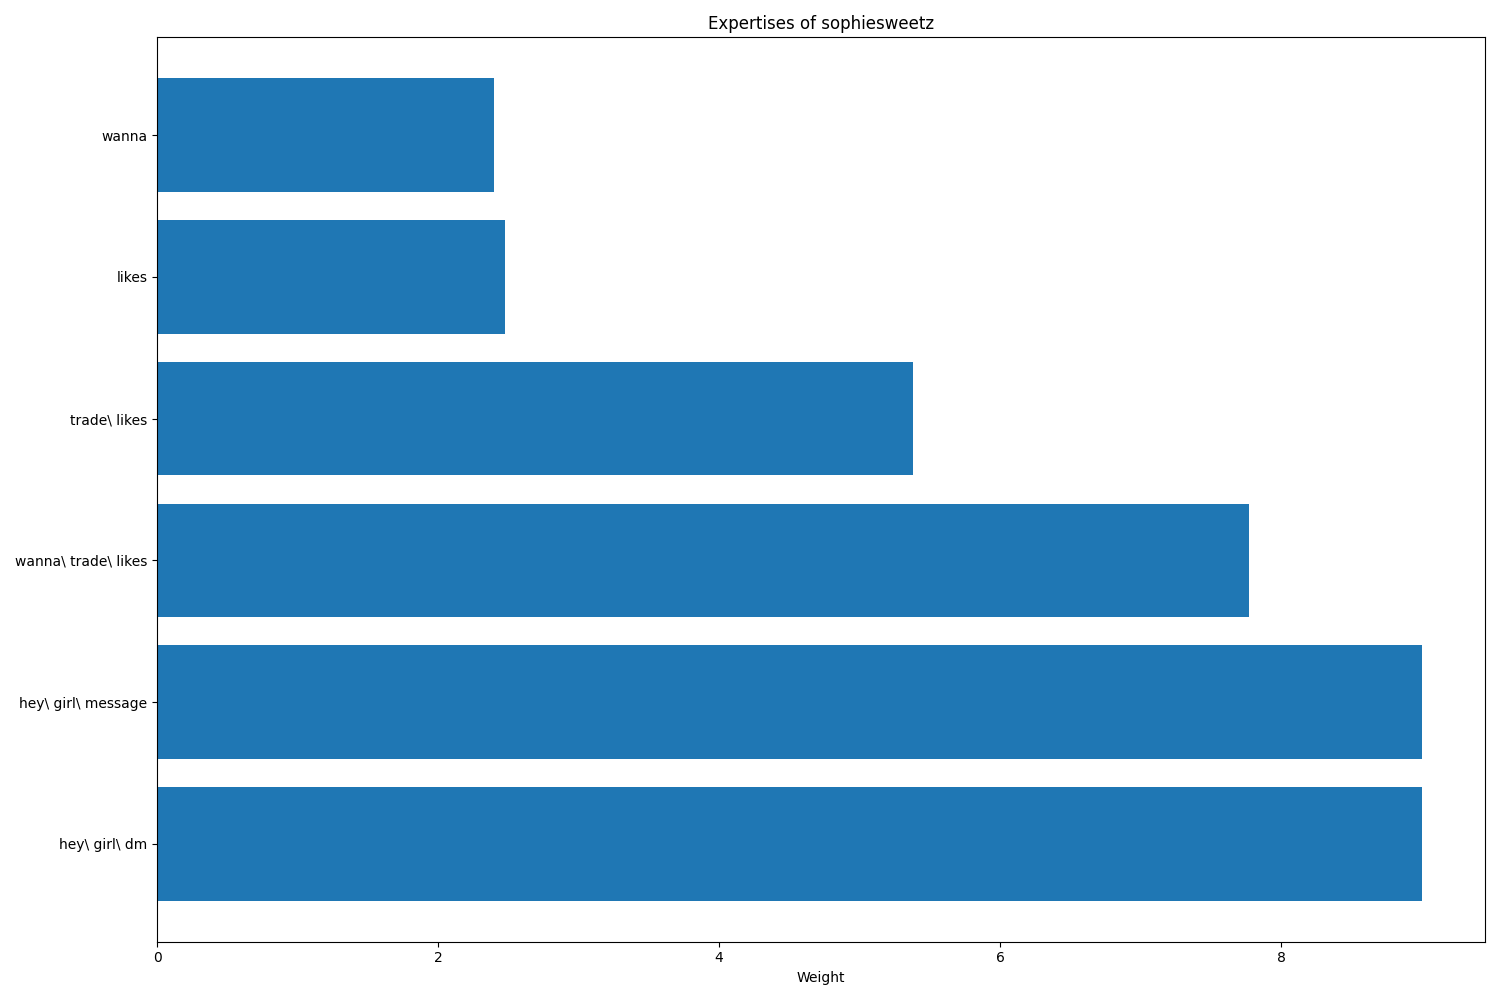 Expertises of sophiesweetz
wanna
likes
trade\ likes
wanna\ trade\ likes
hey\ girl\ message
hey\ girl\ dm
0 2 4 6 8
Weight